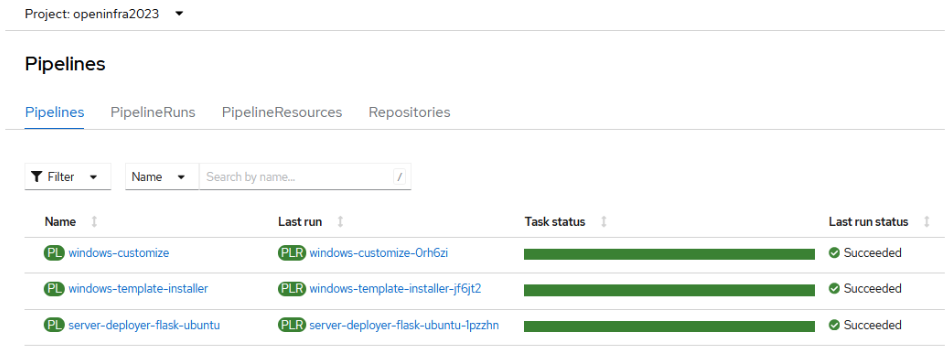 Project: openinfra2023
Pipelines
Pipelines PipelineRuns PipelineResources Repositories
Filter Name Search by name... /
Name Last run Task status Last run status
PL windows-customize PLR windows-customize-0rh6zi Succeeded
PL windows-template-installer PLR windows-template-installer-jf6jt2 Succeeded
PL server-deployer-flask-ubuntu PLR server-deployer-flask-ubuntu-1pzzhn Succeeded